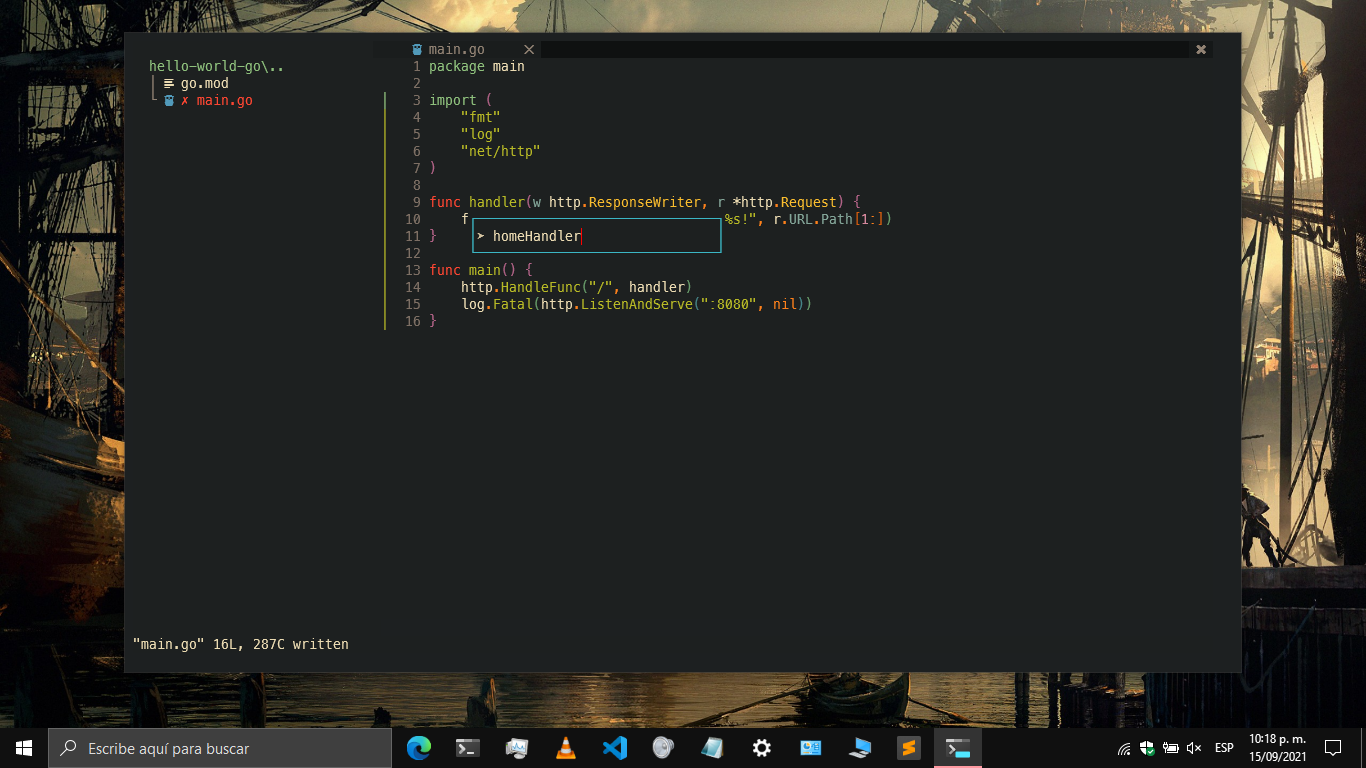 main.go
hello-world-go\..
go.mod
✗ main.go
1 package main
2
3 import (
4 "fmt"
5 "log"
6 "net/http"
7 )
8
9 func handler(w http.ResponseWriter, r *http.Request) {
10 f %s!", r.URL.Path[1:])
➤ homeHandler
11 }
12
13 func main() {
14 http.HandleFunc("/", handler)
15 log.Fatal(http.ListenAndServe(":8080", nil))
16 }
"main.go" 16L, 287C written
Escribe aquí para buscar
ESP
10:18 p. m.
15/09/2021